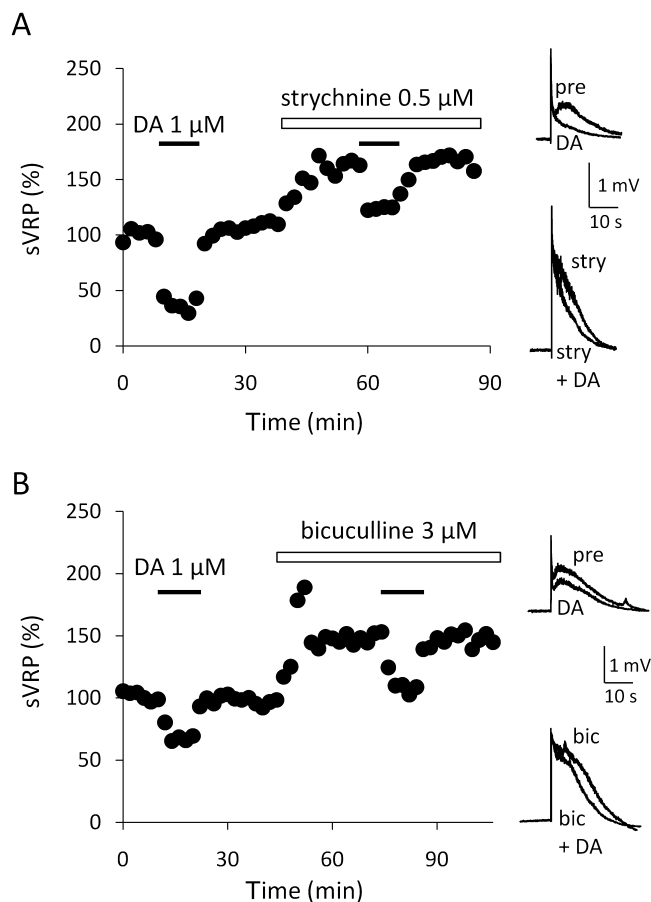 A
250
200
150
100
50
0
sVRP (%)
DA 1 µM
strychnine 0.5 µM
0 30 60 90
Time (min)
pre
DA
1 mV
10 s
stry
stry
+ DA
B
250
200
150
100
50
0
sVRP (%)
DA 1 µM
bicuculline 3 µM
0 30 60 90
Time (min)
pre
DA
1 mV
10 s
bic
bic
+ DA